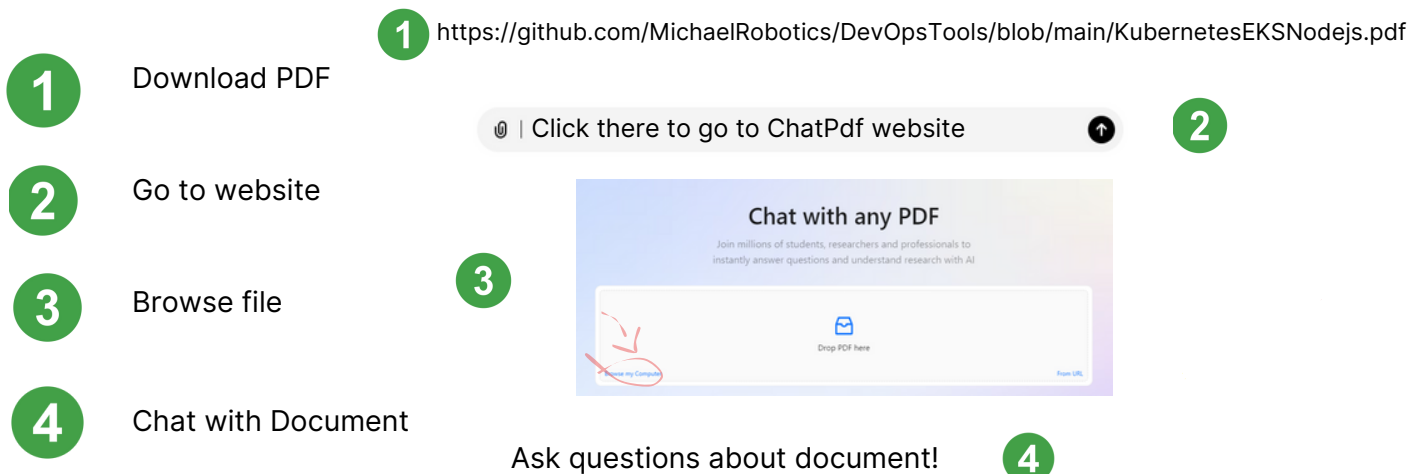 1 https://github.com/MichaelRobotics/DevOpsTools/blob/main/KubernetesEKSNodejs.pdf
1 Download PDF
Click there to go to ChatPdf website 2
2 Go to website
Chat with any PDF
Join millions of students, researchers and professionals to
instantly answer questions and understand research with AI
3
3 Browse file
Drop PDF here
Browse my Computer From URL
4 Chat with Document
Ask questions about document! 4